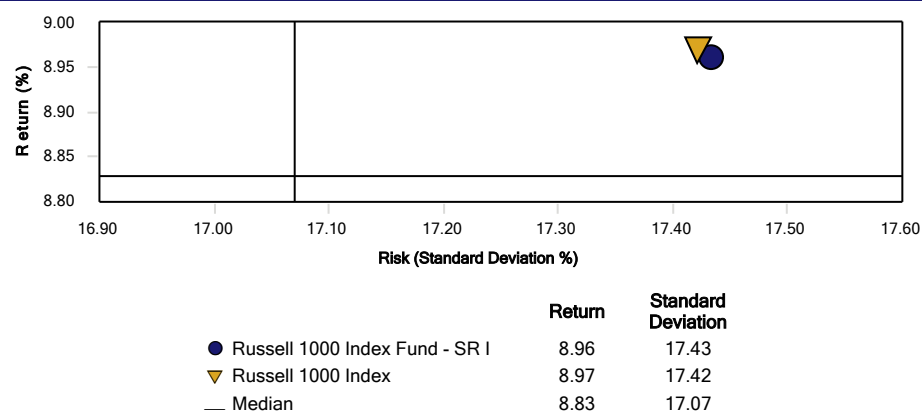 9.00
8.95
8.90
8.85
8.80
Return (%)
16.90 17.00 17.10 17.20 17.30 17.40 17.50 17.60
Risk (Standard Deviation %)
Return Standard Deviation
Russell 1000 Index Fund - SR I 8.96 17.43
Russell 1000 Index 8.97 17.42
Median 8.83 17.07